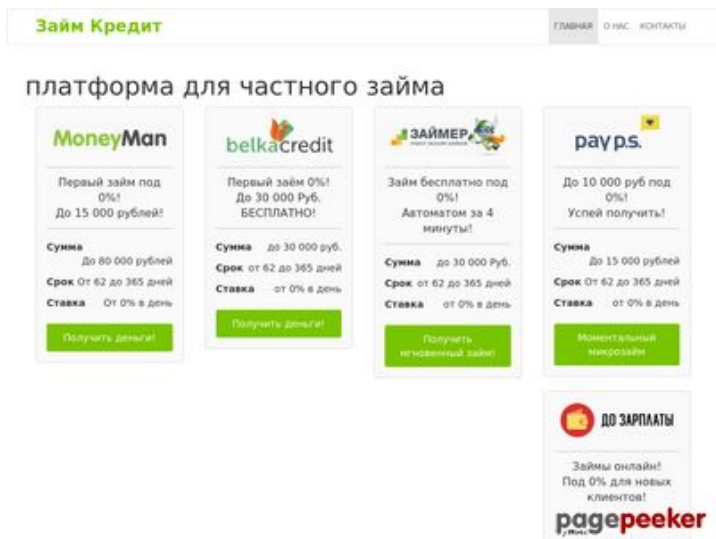 Займ Кредит
ГЛАВНАЯ О НАС. КОНТАКТЫ
платформа для частного займа
MoneyMan
Первый займ под
0%!
До 15 000 рублей!
Сумма
До 80 000 рублей
Срок От 62 до 365 дней
Ставка От 0% в день
Получить деньги!
belkacredit
Первый заём 0%!
До 30 000 Руб.
БЕСПЛАТНО!
Сумма до 30 000 руб.
Срок от 62 до 365 дней
Ставка от 0% в день
Получить деньги!
ЗАЙМЕР
Займ бесплатно под
0%!
Автоматом за 4
минуты!
Сумма до 30 000 Руб.
Срок от 62 до 365 дней
Ставка от 0% в день
Получить
мгновенный займ!
pay p.s.
До 10 000 руб под
0%!
Успей получить!
Сумма
До 15 000 рублей
Срок От 62 до 365 дней
Ставка от 0% в день
Моментальный
микрозайм
ДО ЗАРПЛАТЫ
Займы онлайн!
Под 0% для новых
клиентов!
pagepeeker